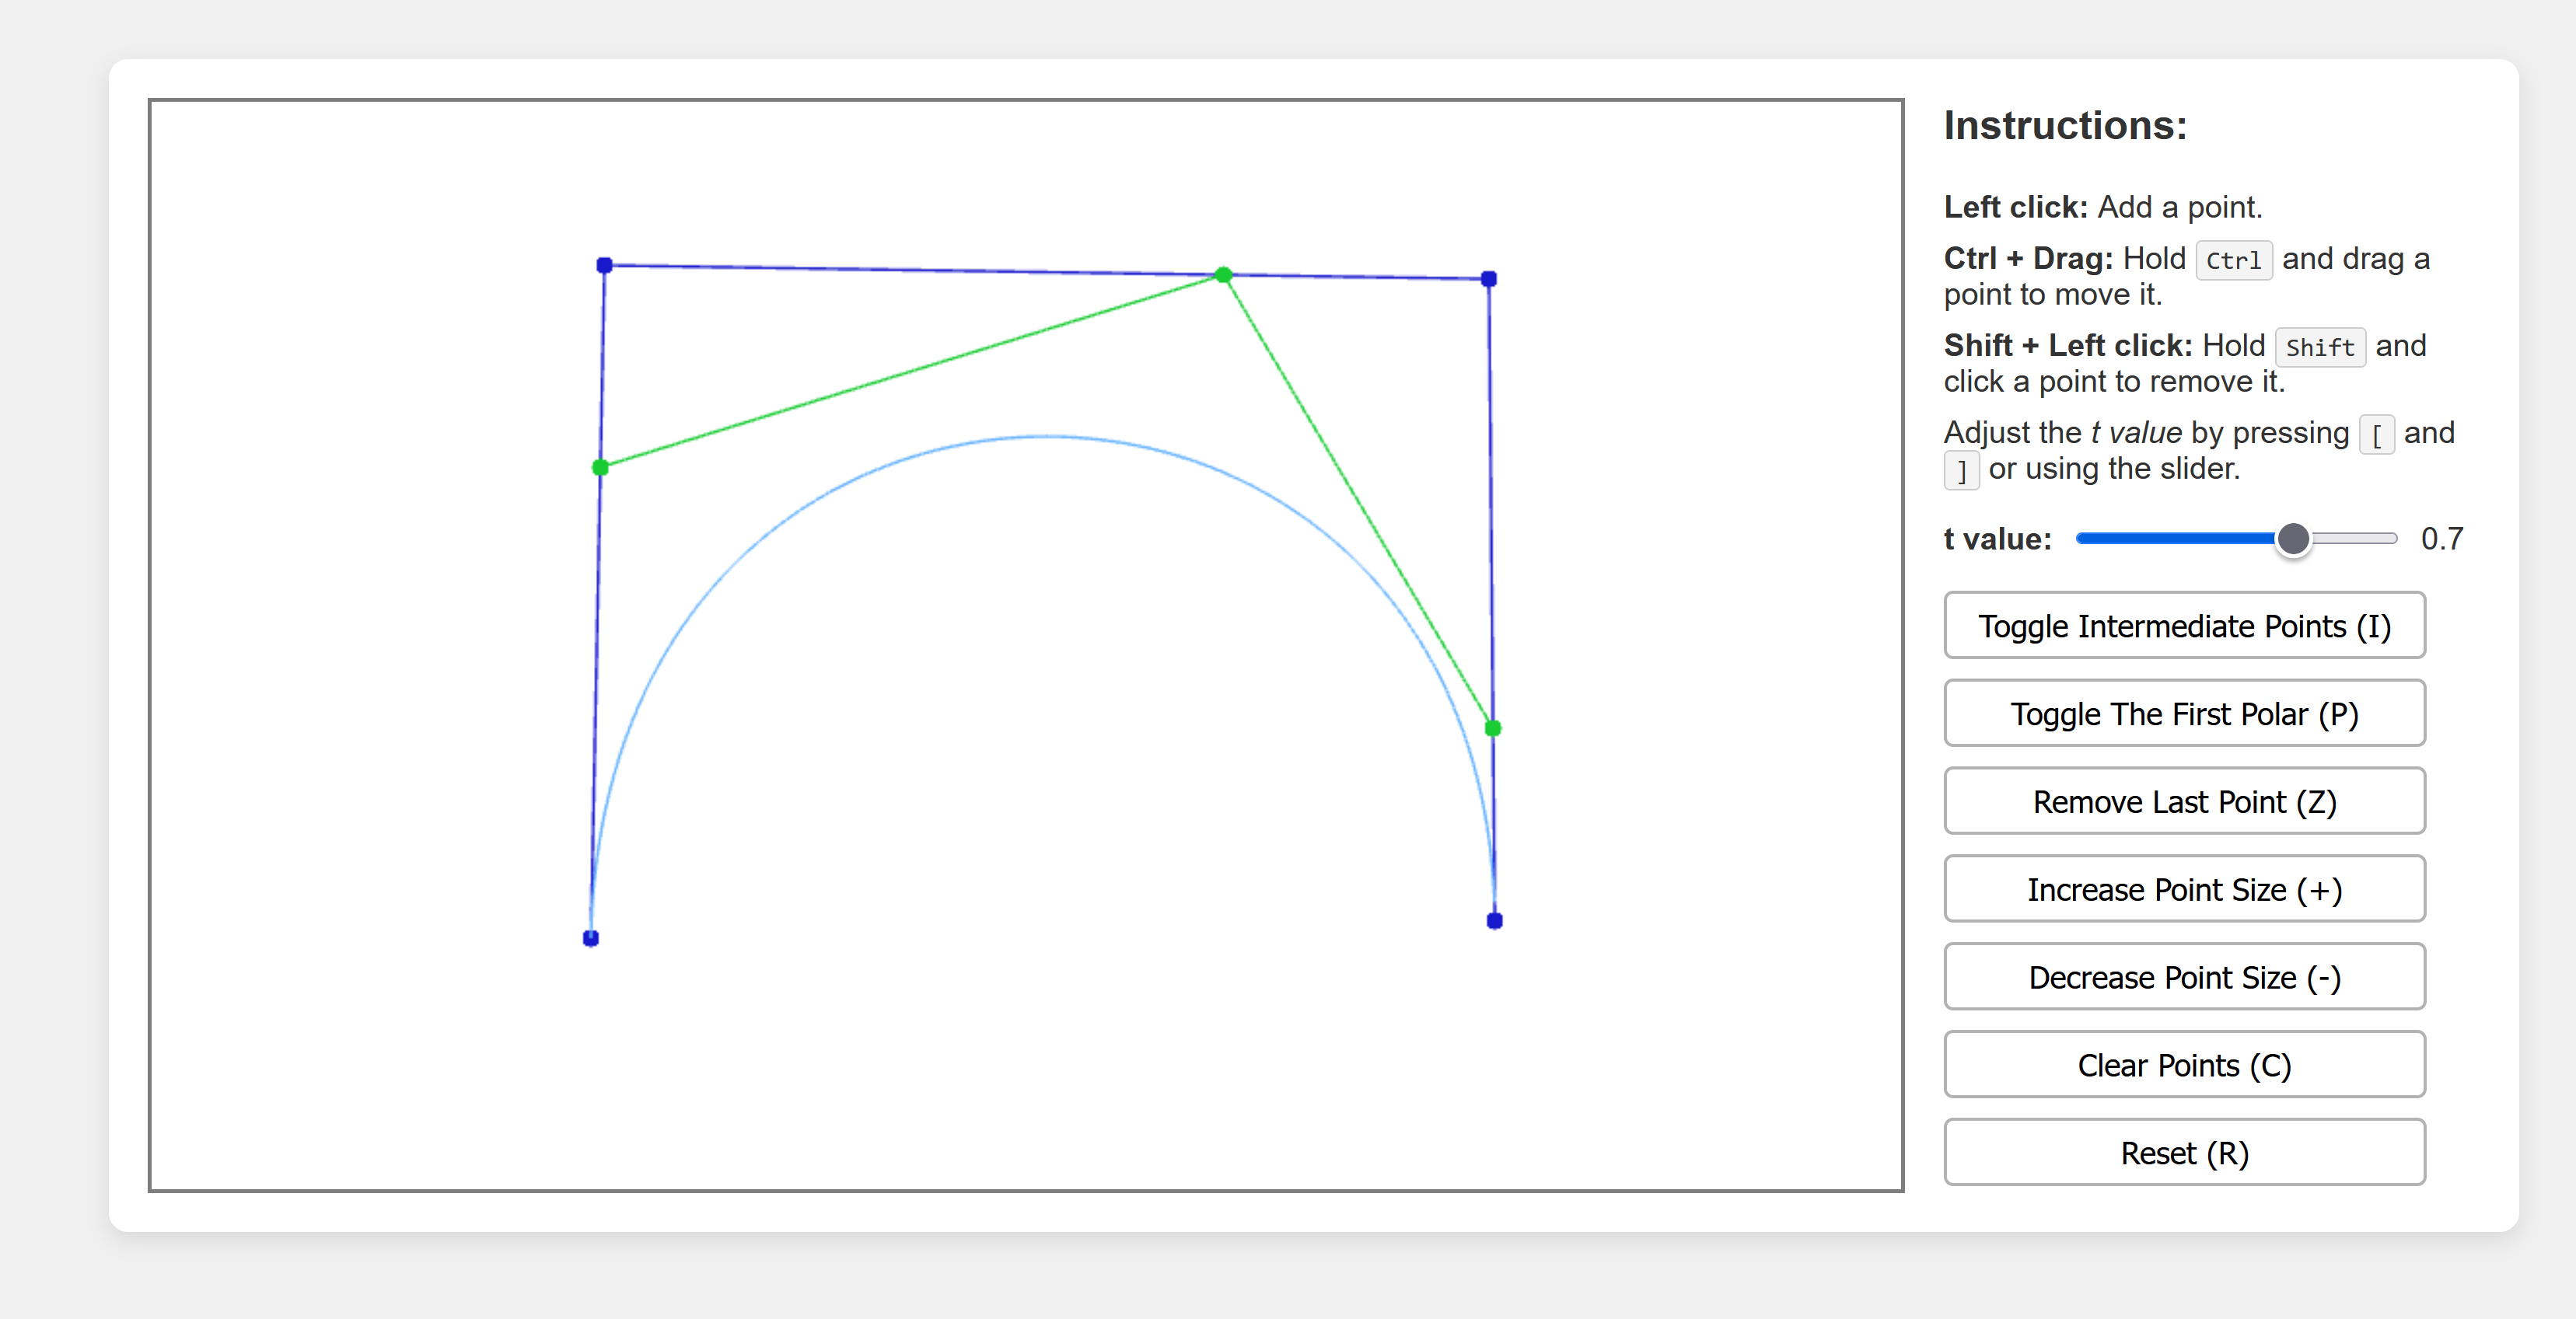 Instructions:
Left click: Add a point.
Ctrl + Drag: Hold Ctrl and drag a
point to move it.
Shift + Left click: Hold Shift and
click a point to remove it.
Adjust the t value by pressing [ and
] or using the slider.
t value: 0.7
Toggle Intermediate Points (I)
Toggle The First Polar (P)
Remove Last Point (Z)
Increase Point Size (+)
Decrease Point Size (-)
Clear Points (C)
Reset (R)